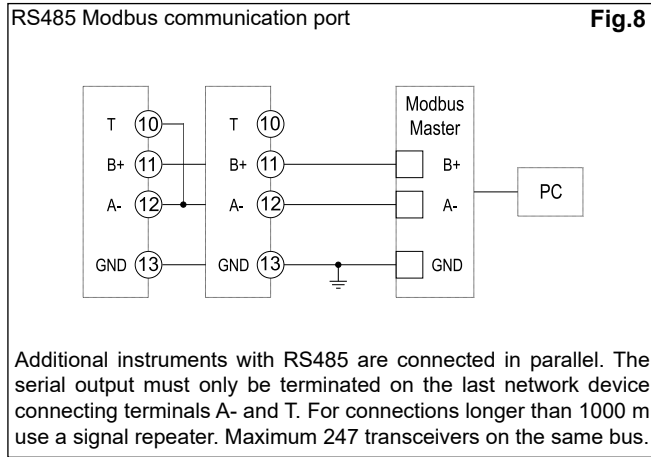 RS485 Modbus communication port
Fig.8
Modbus
Master
T 10 T 10
B+ 11 B+ 11 B+
A- 12 A- 12 A-
PC
GND 13 GND 13 GND
Additional instruments with RS485 are connected in parallel. The
serial output must only be terminated on the last network device
connecting terminals A- and T. For connections longer than 1000 m
use a signal repeater. Maximum 247 transceivers on the same bus.